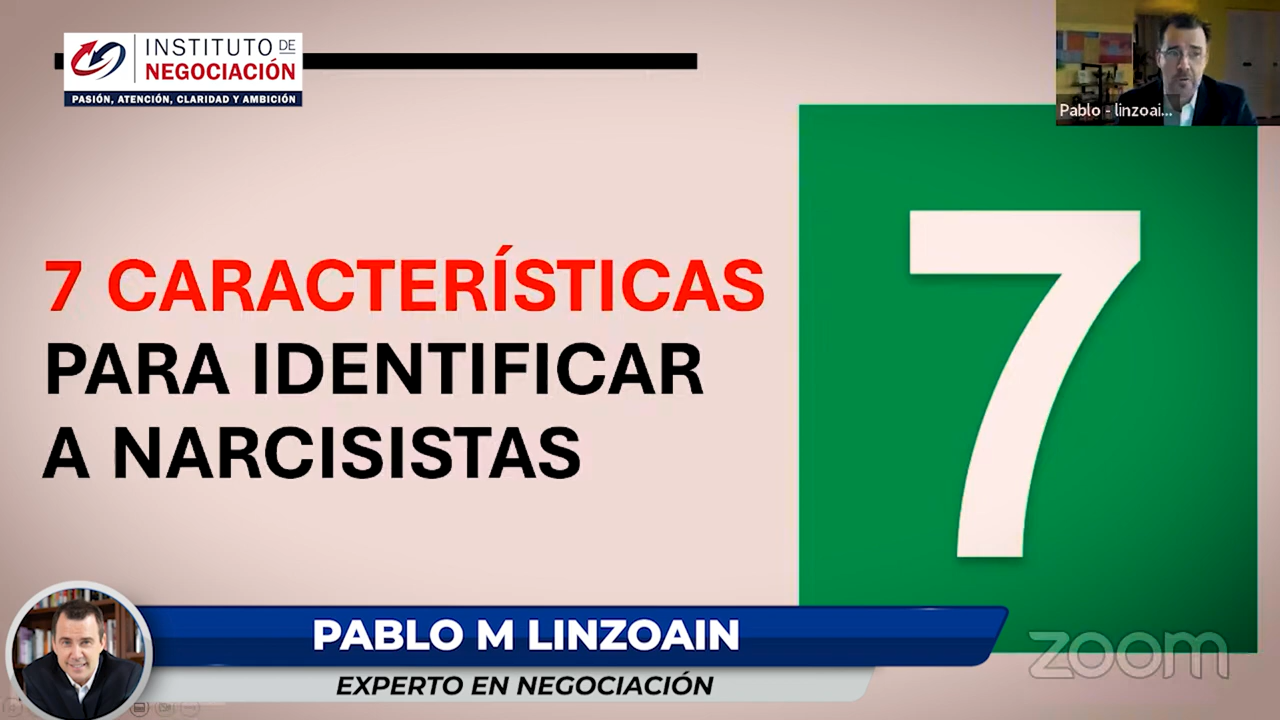 INSTITUTO DE
NEGOCIACIÓN
PASIÓN, ATENCIÓN, CLARIDAD Y AMBICIÓN
Pablo - linzoai...
7 CARACTERÍSTICAS
PARA IDENTIFICAR
A NARCISISTAS
7
PABLO M LINZOAIN
EXPERTO EN NEGOCIACIÓN
zoom